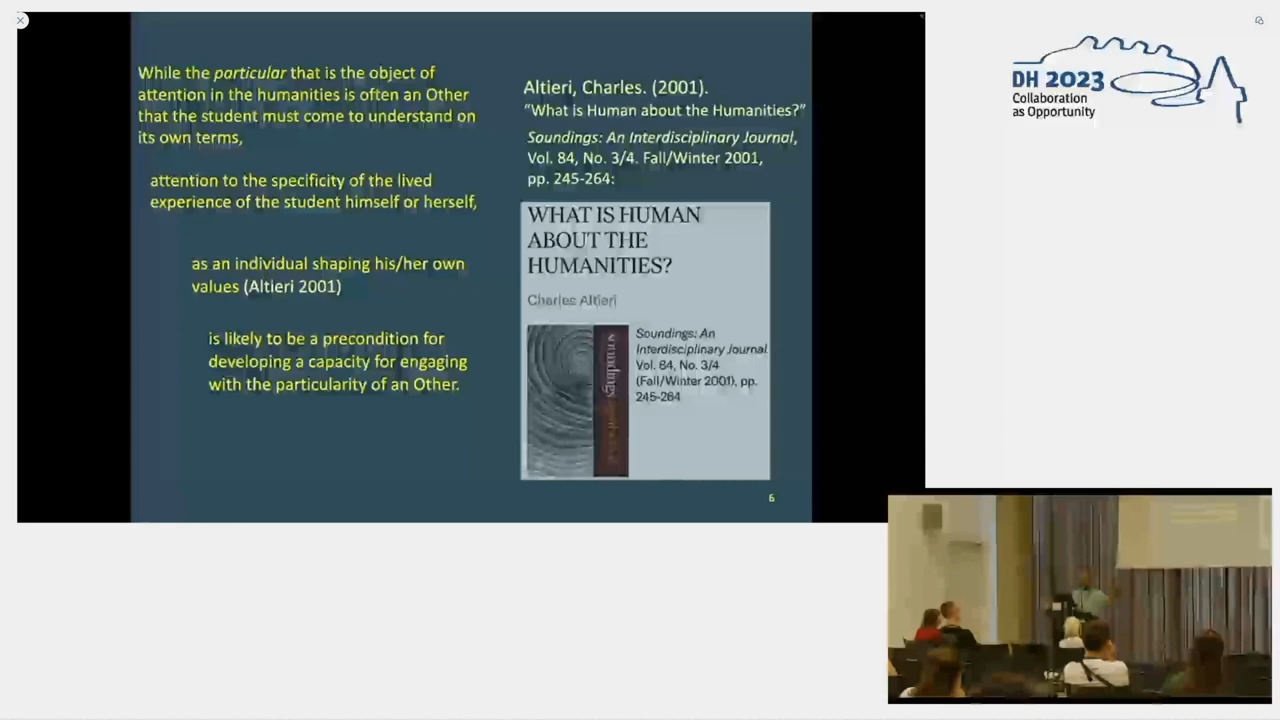 While the particular that is the object of
attention in the humanities is often an Other
that the student must come to understand on
its own terms,
attention to the specificity of the lived
experience of the student himself or herself,
as an individual shaping his/her own
values (Altieri 2001)
is likely to be a precondition for
developing a capacity for engaging
with the particularity of an Other.
Altieri, Charles. (2001).
“What is Human about the Humanities?”
Soundings: An Interdisciplinary Journal,
Vol. 84, No. 3/4. Fall/Winter 2001,
pp. 245-264:
WHAT IS HUMAN
ABOUT THE
HUMANITIES?
Charles Altieri
soundings
Soundings: An
Interdisciplinary Journal
Vol. 84, No. 3/4
(Fall/Winter 2001), pp.
245-264
6
DH 2023
Collaboration
as Opportunity